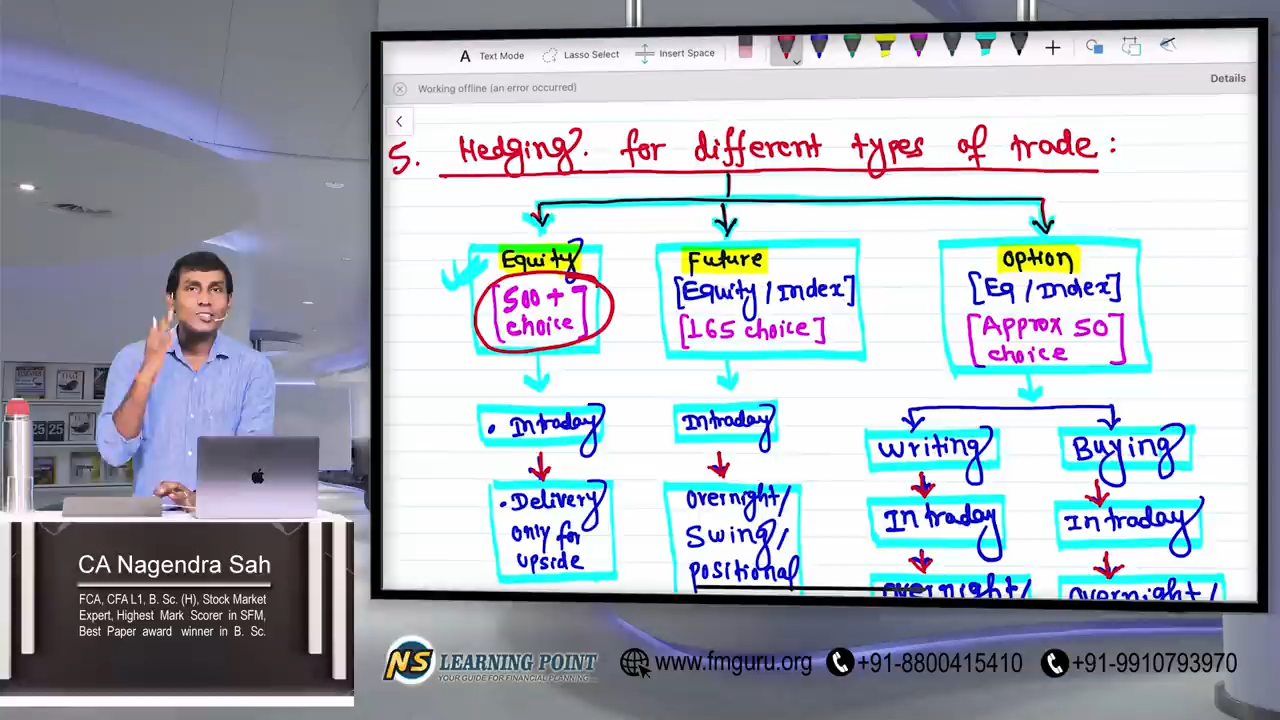 A Text Mode
Lasso Select
Insert Space
Working offline (an error occurred)
Details
5. Hedging? for different types of trade:
Equity
[500 + choice]
Future
[Equity / Index]
[165 choice]
Option
[Eq / Index]
[Approx 50 choice]
• Intraday
• Delivery
only for
upside
Intraday
overnight/
Swing/
positional
Writing
Intraday
overnight/
Buying
Intraday
overnight/
25 25
CA Nagendra Sah
FCA, CFA L1, B. Sc. (H), Stock Market
Expert, Highest Mark Scorer in SFM,
Best Paper award winner in B. Sc.
NS LEARNING POINT
YOUR GUIDE FOR FINANCIAL PLANNING
www.fmguru.org
+91-8800415410
+91-9910793970